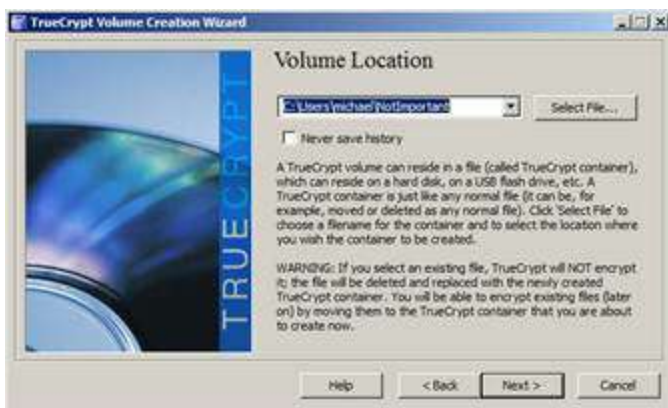 TrueCrypt Volume Creation Wizard
TRUECRYPT
Volume Location
C:\Users\michael\NotImportant
Select File...
Never save history
A TrueCrypt volume can reside in a file (called TrueCrypt container),
which can reside on a hard disk, on a USB flash drive, etc. A
TrueCrypt container is just like any normal file (it can be, for
example, moved or deleted as any normal file). Click 'Select File' to
choose a filename for the container and to select the location where
you wish the container to be created.
WARNING: If you select an existing file, TrueCrypt will NOT encrypt
it; the file will be deleted and replaced with the newly created
TrueCrypt container. You will be able to encrypt existing files (later
on) by moving them to the TrueCrypt container that you are about
to create now.
Help
< Back
Next >
Cancel